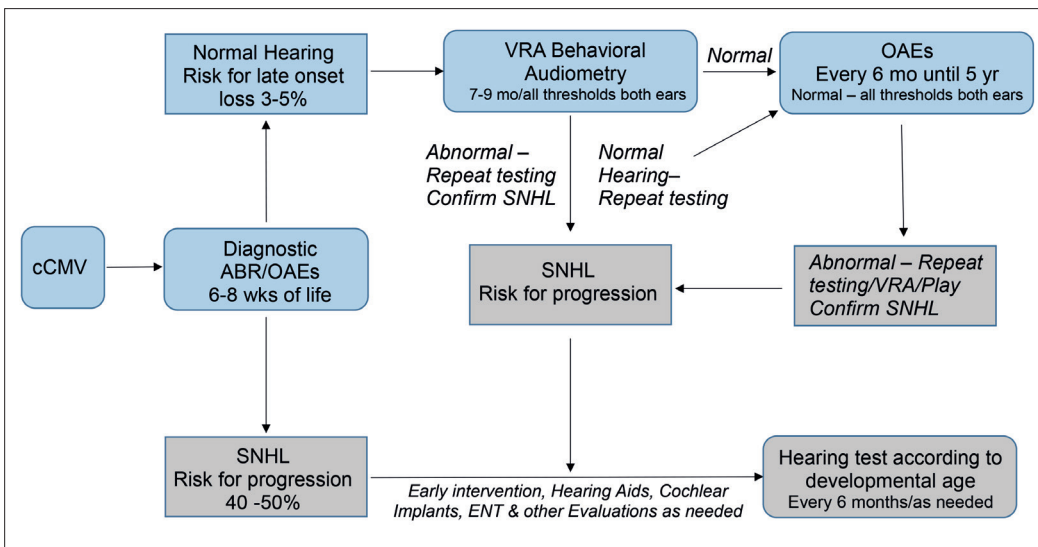 Normal Hearing
Risk for late onset
loss 3-5%
VRA Behavioral
Audiometry
7-9 mo/all thresholds both ears
Normal
OAEs
Every 6 mo until 5 yr
Normal – all thresholds both ears
Abnormal –
Repeat testing
Confirm SNHL
Normal
Hearing–
Repeat testing
cCMV
Diagnostic
ABR/OAEs
6-8 wks of life
SNHL
Risk for progression
Abnormal – Repeat
testing/VRA/Play
Confirm SNHL
SNHL
Risk for progression
40 -50%
Early intervention, Hearing Aids, Cochlear
Implants, ENT & other Evaluations as needed
Hearing test according to
developmental age
Every 6 months/as needed